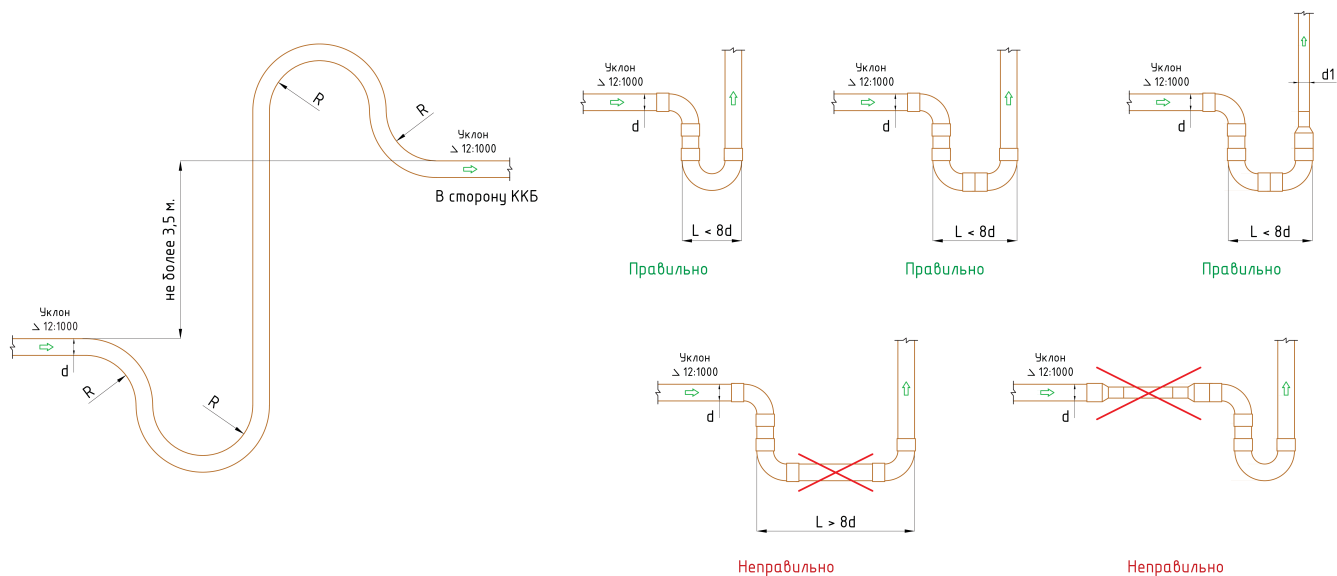 R
R
Уклон
12:1000
В сторону ККБ
не более 3,5 м.
Уклон
12:1000
d
R
R
Уклон
12:1000
d
L < 8d
Правильно
Уклон
12:1000
d
L < 8d
Правильно
Уклон
12:1000
d
d1
L < 8d
Правильно
Уклон
12:1000
d
L > 8d
Неправильно
Уклон
12:1000
d
Неправильно